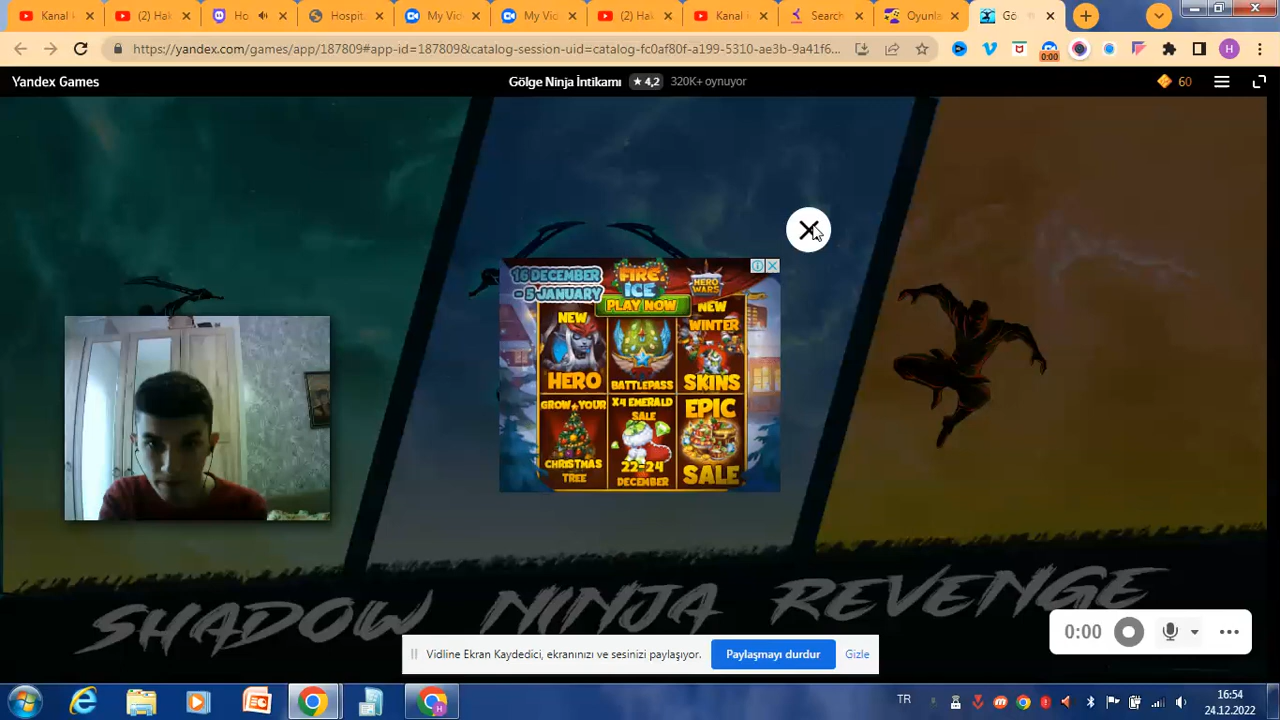 Kanal k
(2) Hak
Ho
Hospit
My Vid
My Vid
(2) Hak
Kanal k
Search
Oyunla
Gö
https://yandex.com/games/app/187809#app-id=187809&catalog-session-uid=catalog-fc0af80f-a199-5310-ae3b-9a41f6...
0:00
H
Yandex Games
Gölge Ninja İntikamı ★ 4,2 320K+ oynuyor
60
16 DECEMBER
- 5 JANUARY
FIRE &
ICE
HERO
WARS
PLAY NOW
NEW
HERO
BATTLEPASS
NEW
WINTER
SKINS
GROW YOUR
CHRISTMAS
TREE
X4 EMERALD
SALE
22-24
DECEMBER
EPIC
SALE
SHADOW NINJA REVENGE
0:00
Vidline Ekran Kaydedici, ekranınızı ve sesinizi paylaşıyor.
Paylaşmayı durdur
Gizle
TR
16:54
24.12.2022